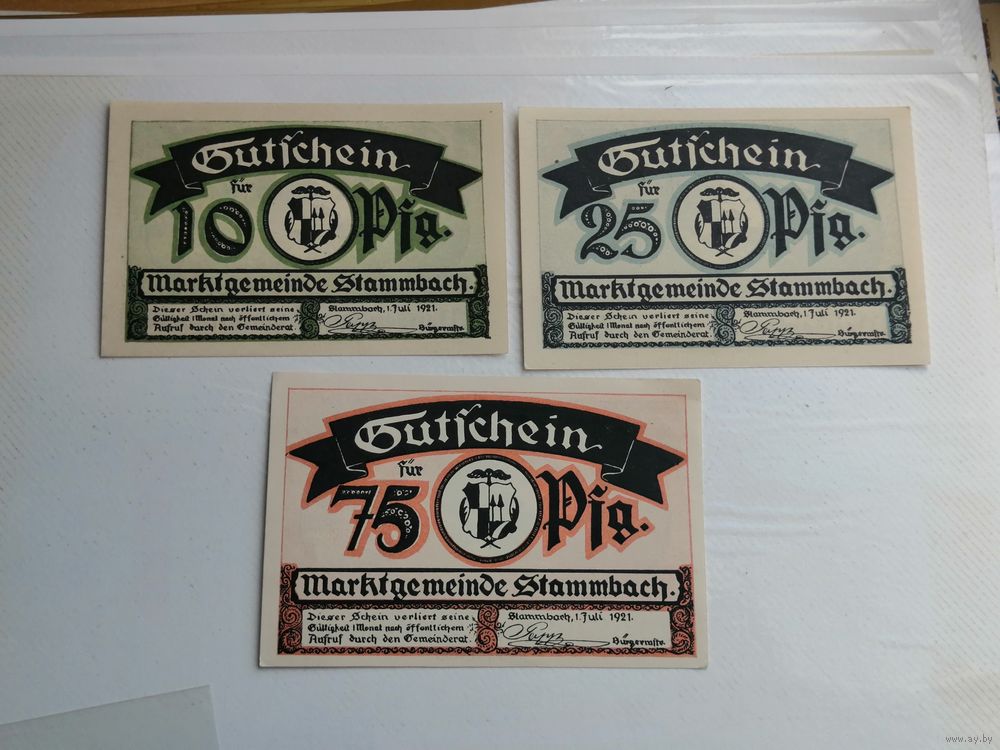 Gutschein
für
10 Pfg.
Marktgemeinde Stammbach.
Dieser Schein verliert seine
Gültigkeit 1 Monat nach öffentlichem
Aufruf durch den Gemeinderat.
Stammbach, 1. Juli 1921.
Bürgermstr.
Gutschein
für
25 Pfg.
Marktgemeinde Stammbach.
Dieser Schein verliert seine
Gültigkeit 1 Monat nach öffentlichem
Aufruf durch den Gemeinderat.
Stammbach, 1. Juli 1921.
Bürgermstr.
Gutschein
für
75 Pfg.
Marktgemeinde Stammbach.
Dieser Schein verliert seine
Gültigkeit 1 Monat nach öffentlichem
Aufruf durch den Gemeinderat.
Stammbach, 1. Juli 1921.
Bürgermstr.
www.ay.by